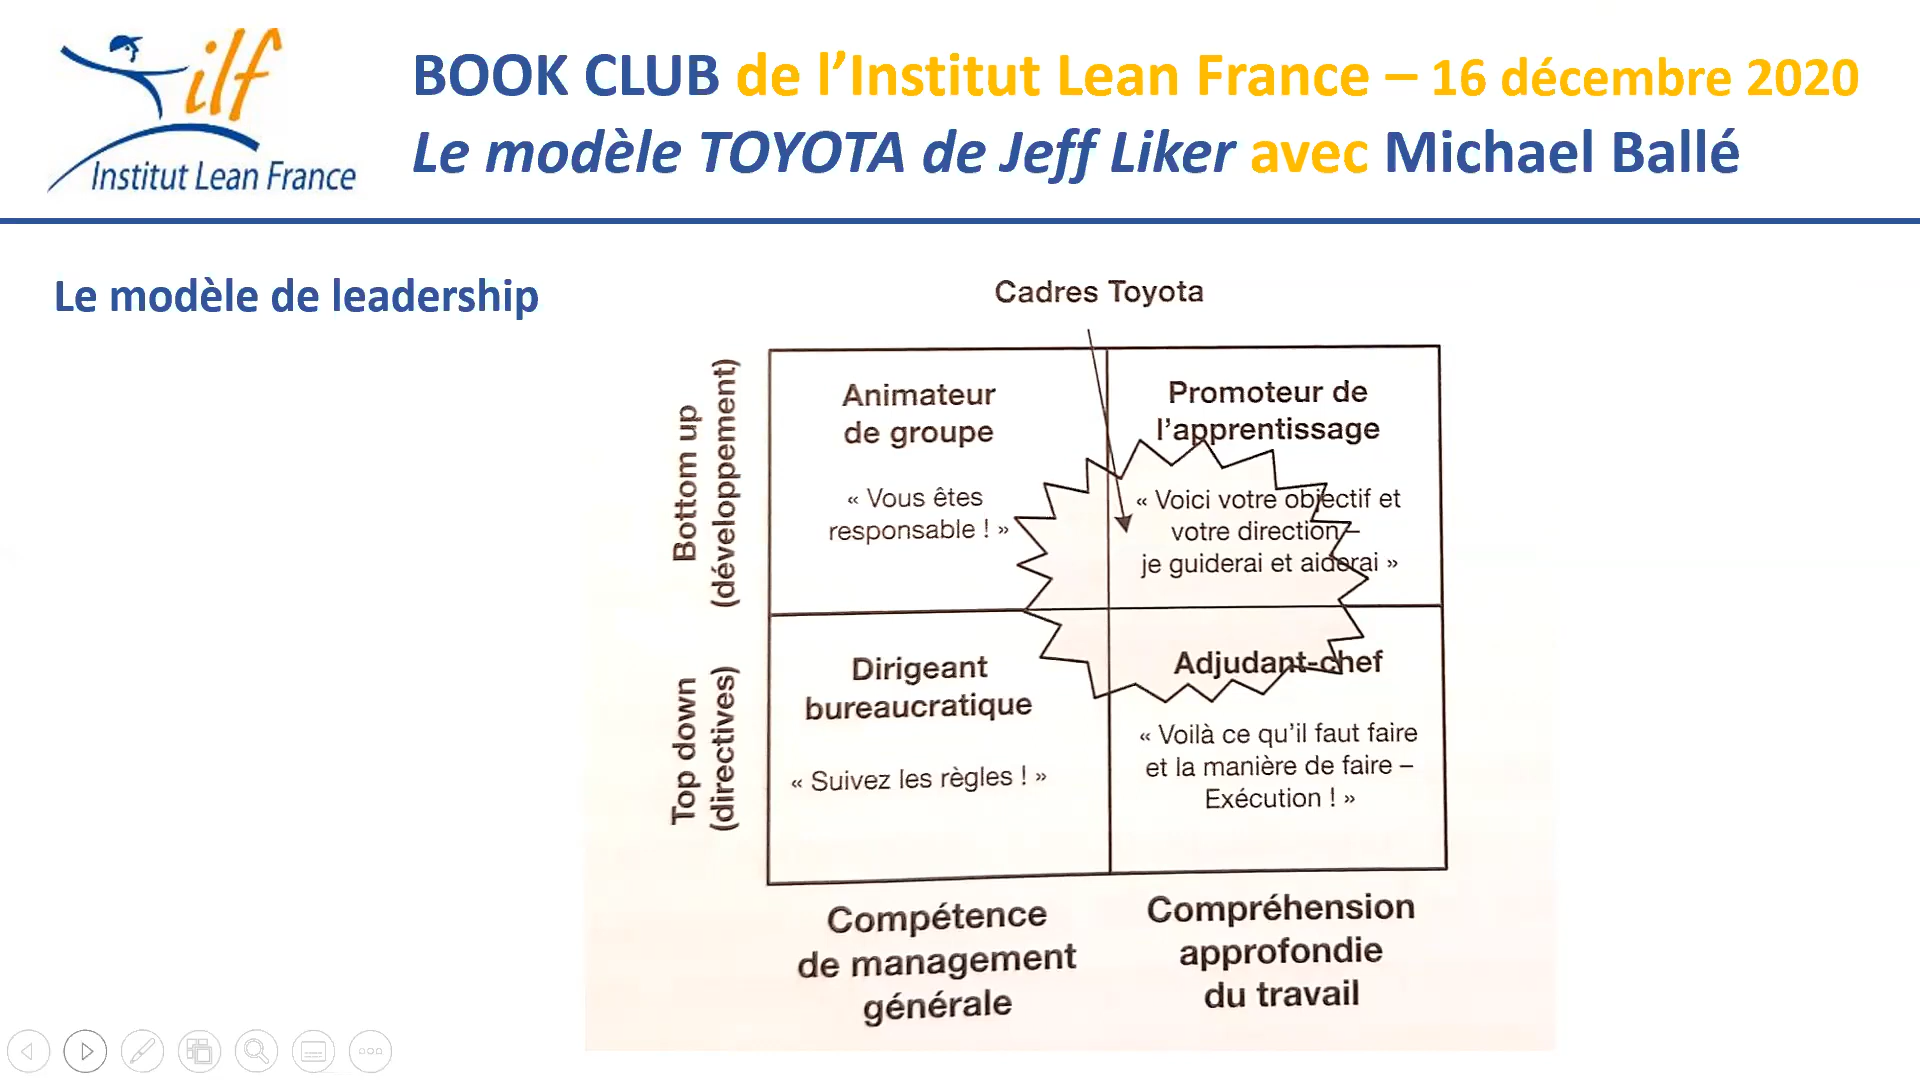 ilf
Institut Lean France
BOOK CLUB de l’Institut Lean France – 16 décembre 2020
Le modèle TOYOTA de Jeff Liker avec Michael Ballé
Le modèle de leadership
Cadres Toyota
Bottom up
(développement)
Animateur
de groupe
« Vous êtes
responsable ! »
Promoteur de
l’apprentissage
« Voici votre objectif et
votre direction –
je guiderai et aiderai »
Top down
(directives)
Dirigeant
bureaucratique
« Suivez les règles ! »
Adjudant-chef
« Voilà ce qu’il faut faire
et la manière de faire –
Exécution ! »
Compétence
de management
générale
Compréhension
approfondie
du travail